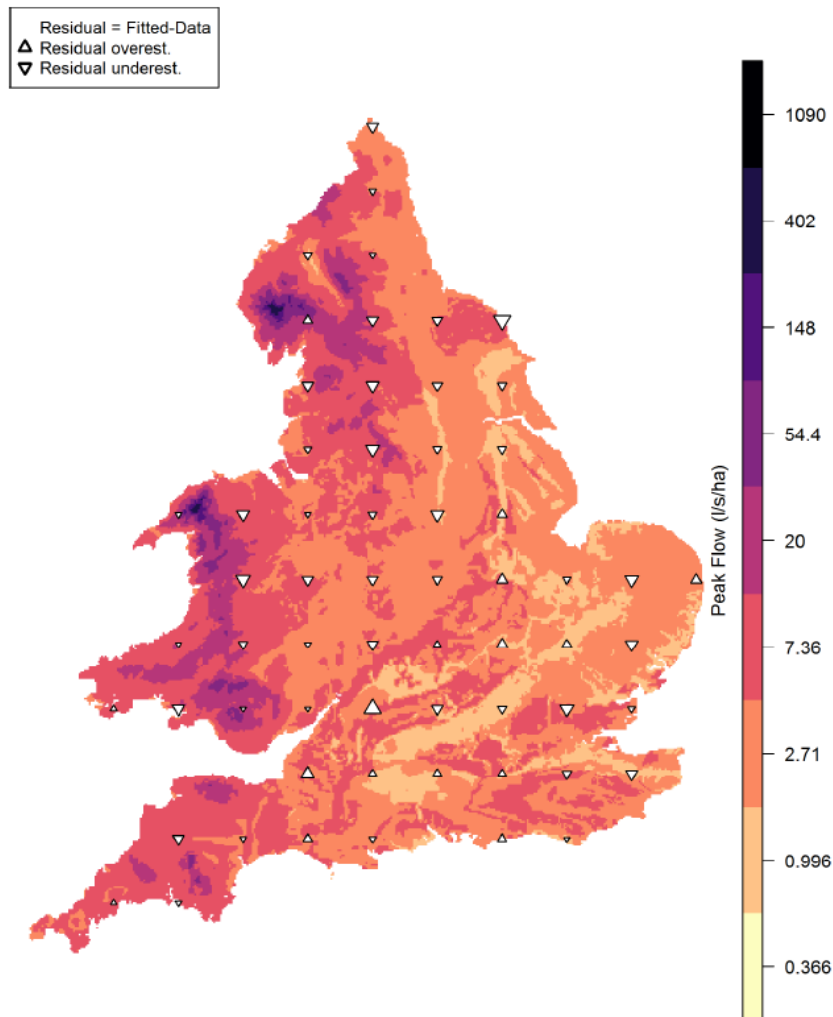 Residual = Fitted-Data
Residual overest.
Residual underest.
1090
402
148
54.4
20
7.36
2.71
0.996
0.366
Peak Flow (l/s/ha)